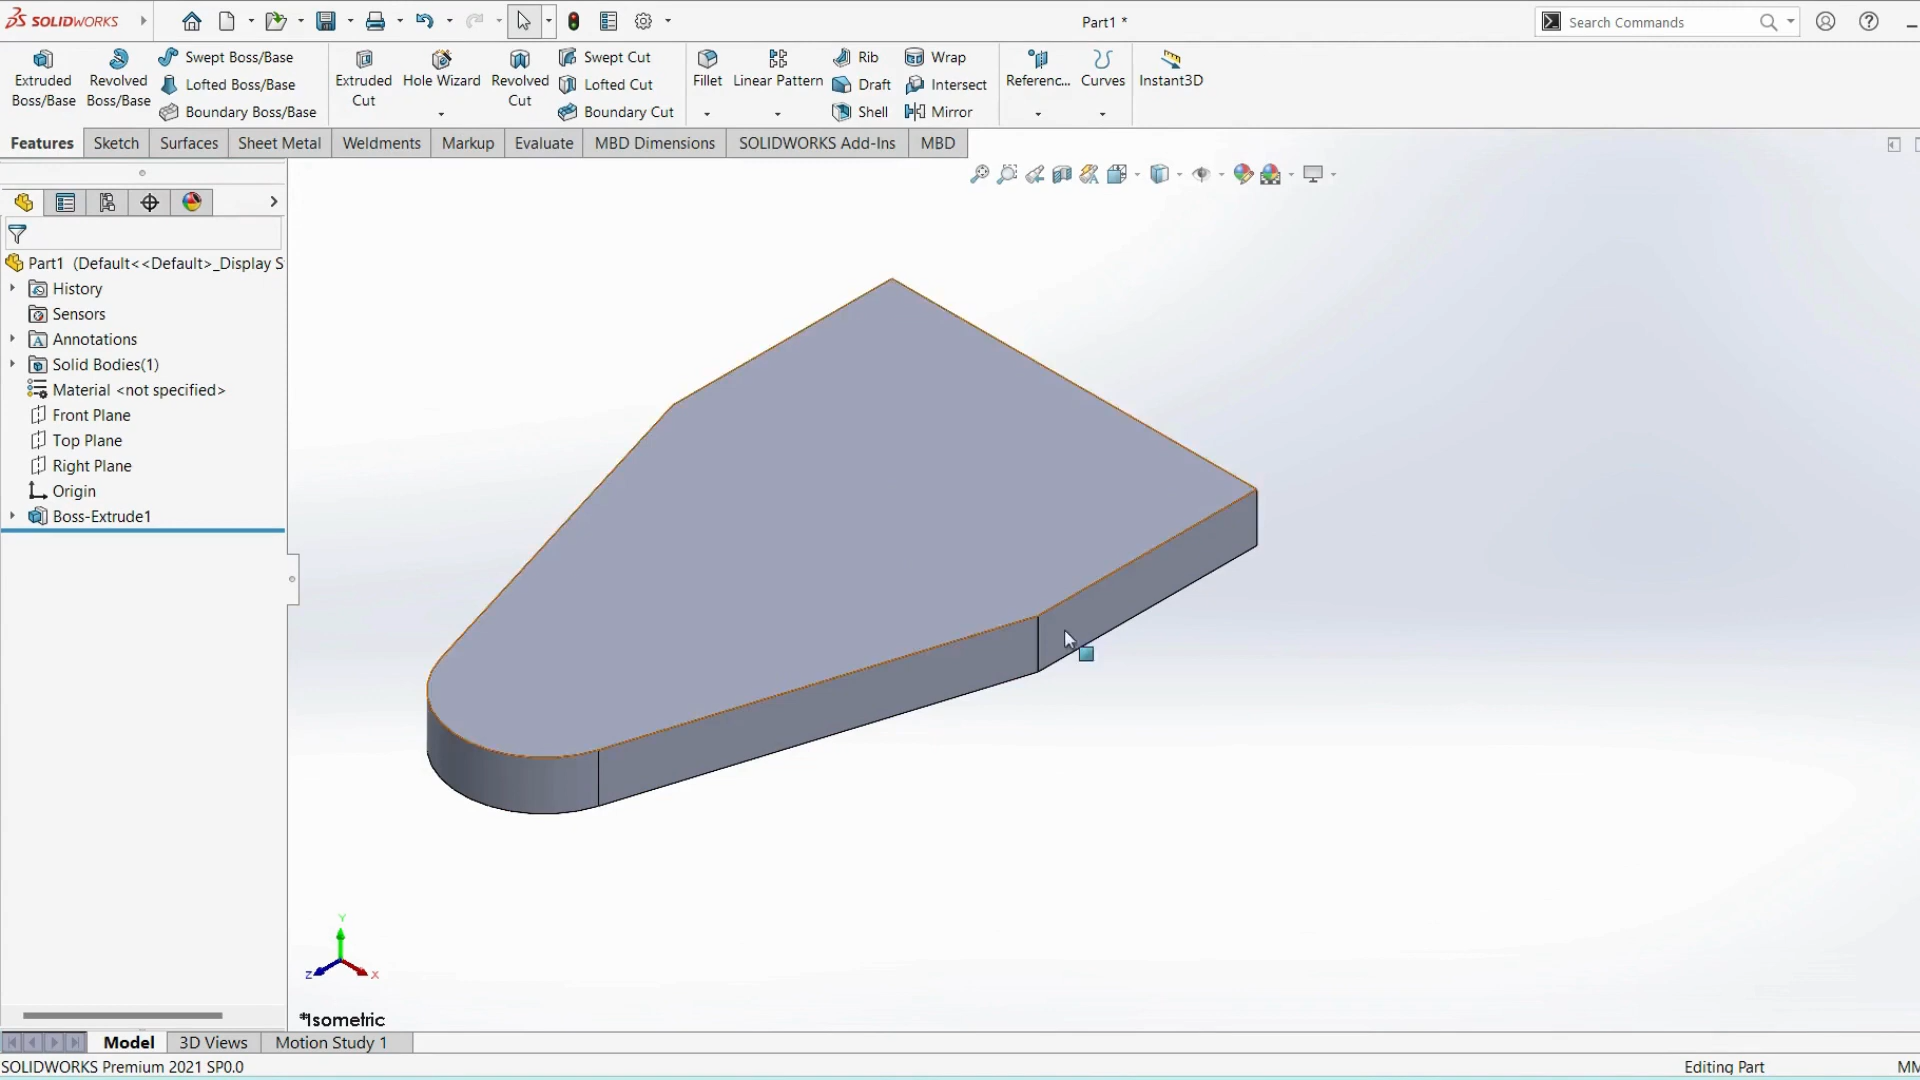 SOLIDWORKS
Part1 *
Search Commands
Extruded Boss/Base
Revolved Boss/Base
Swept Boss/Base
Lofted Boss/Base
Boundary Boss/Base
Extruded Cut
Hole Wizard
Revolved Cut
Swept Cut
Lofted Cut
Boundary Cut
Fillet
Linear Pattern
Rib
Draft
Shell
Wrap
Intersect
Mirror
Referenc...
Curves
Instant3D
Features
Sketch
Surfaces
Sheet Metal
Weldments
Markup
Evaluate
MBD Dimensions
SOLIDWORKS Add-Ins
MBD
Part1 (Default<<Default>_Display S
History
Sensors
Annotations
Solid Bodies(1)
Material <not specified>
Front Plane
Top Plane
Right Plane
Origin
Boss-Extrude1
Y
Z
X
*Isometric
Model
3D Views
Motion Study 1
SOLIDWORKS Premium 2021 SP0.0
Editing Part
MM